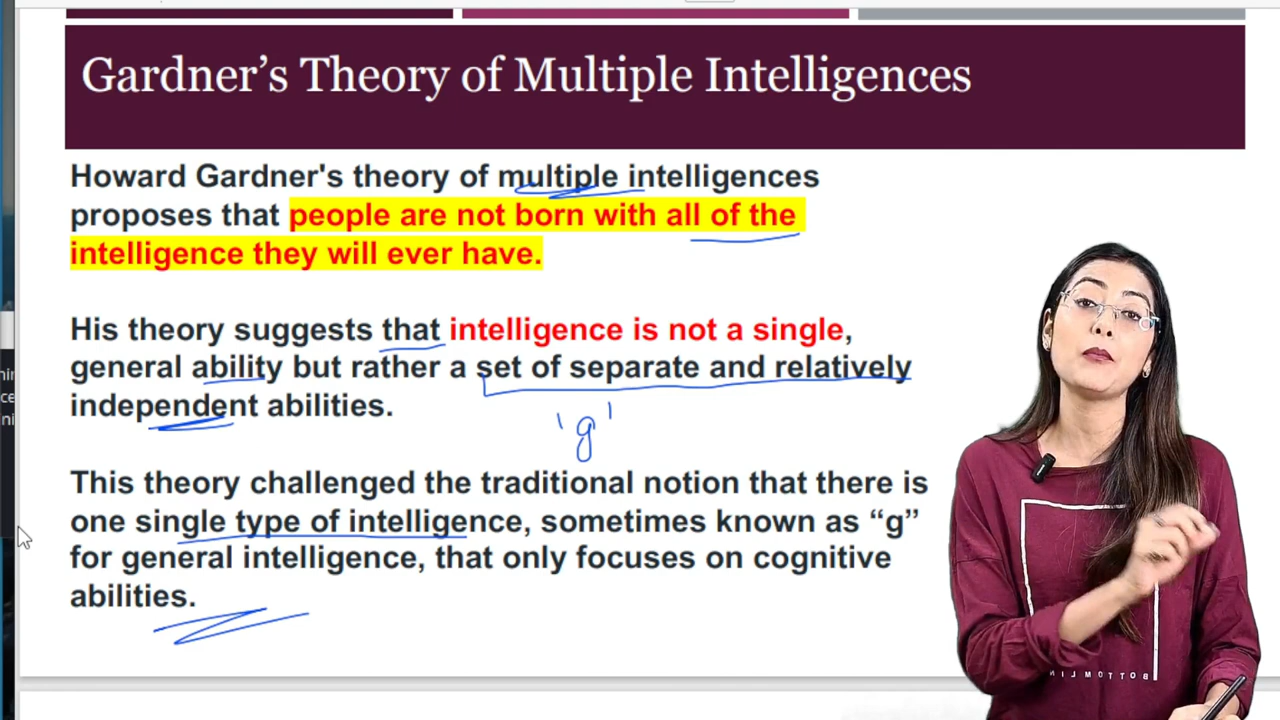 Gardner’s Theory of Multiple Intelligences
Howard Gardner's theory of multiple intelligences
proposes that people are not born with all of the
intelligence they will ever have.
His theory suggests that intelligence is not a single,
general ability but rather a set of separate and relatively
independent abilities.
'g'
This theory challenged the traditional notion that there is
one single type of intelligence, sometimes known as “g”
for general intelligence, that only focuses on cognitive
abilities.